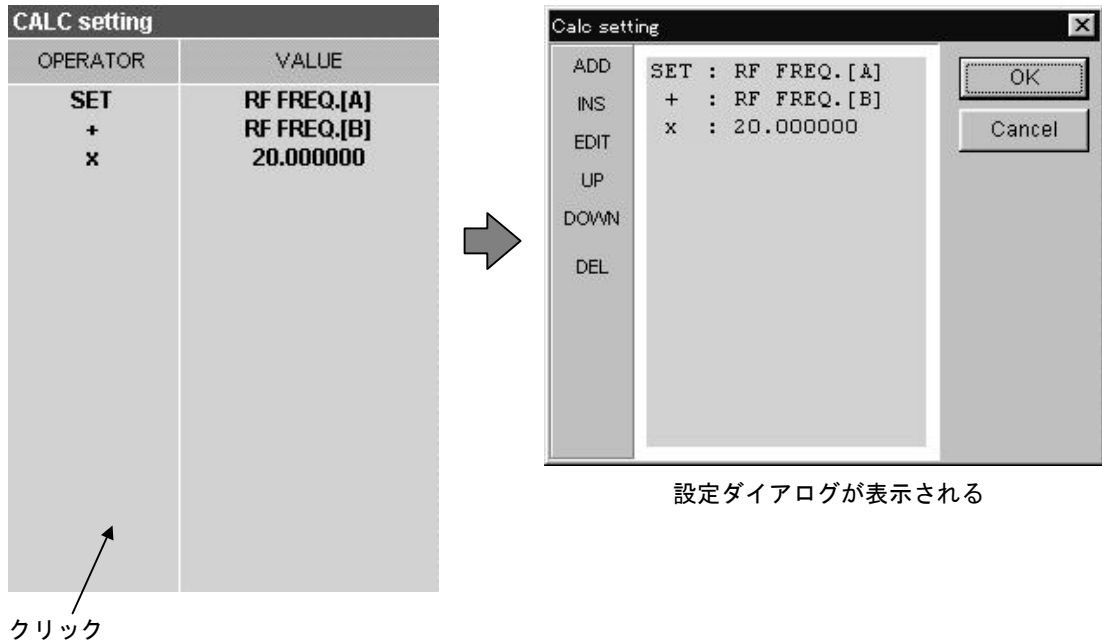 CALC setting
OPERATOR VALUE
SET RF FREQ.[A]
+ RF FREQ.[B]
x 20.000000
クリック
Calc setting
ADD
INS
EDIT
UP
DOWN
DEL
SET : RF FREQ.[A]
+ : RF FREQ.[B]
x : 20.000000
OK
Cancel
設定ダイアログが表示される